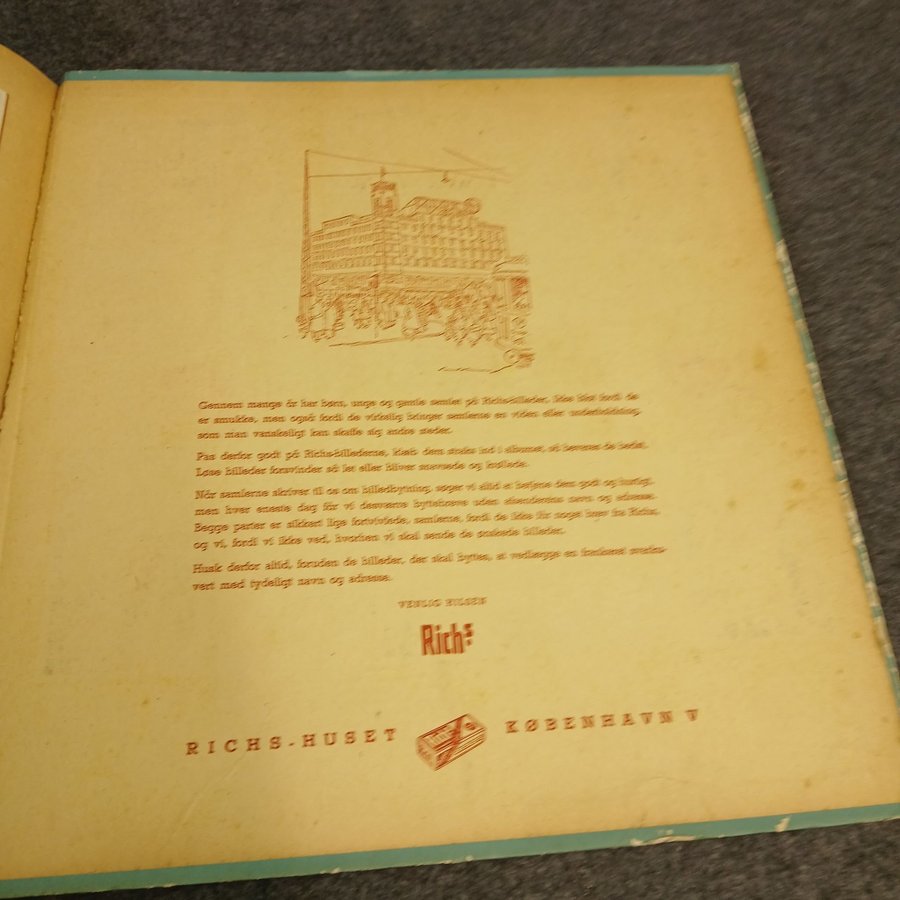 Gennem mange år har børn, unge og gamle samlet på Richs-billeder. Ikke blot fordi de
er smukke, men også fordi de virkelig bringer samlerne en viden eller underholdning,
som man vanskeligt kan skaffe sig andre steder.
Pas derfor godt på Richs-billederne, klæb dem straks ind i albumet, så bevares de bedst.
Løse billeder forsvinder så let eller bliver snavsede og krøllede.
Når samlerne skriver til os om billedbytning, søger vi altid at betjene dem godt og hurtigt,
men hver eneste dag får vi desværre byttebreve uden afsenderens navn og adresse.
Begge parter er sikkert lige fortvivlede, samlerne, fordi de ikke får noget brev fra Richs,
og vi, fordi vi ikke ved, hvorhen vi skal sende de ønskede billeder.
Husk derfor altid, foruden de billeder, der skal byttes, at vedlægge en frankeret svarku-
vert med tydeligt navn og adresse.
VENLIG HILSEN
Rich's
RICHS-HUSET KØBENHAVN V